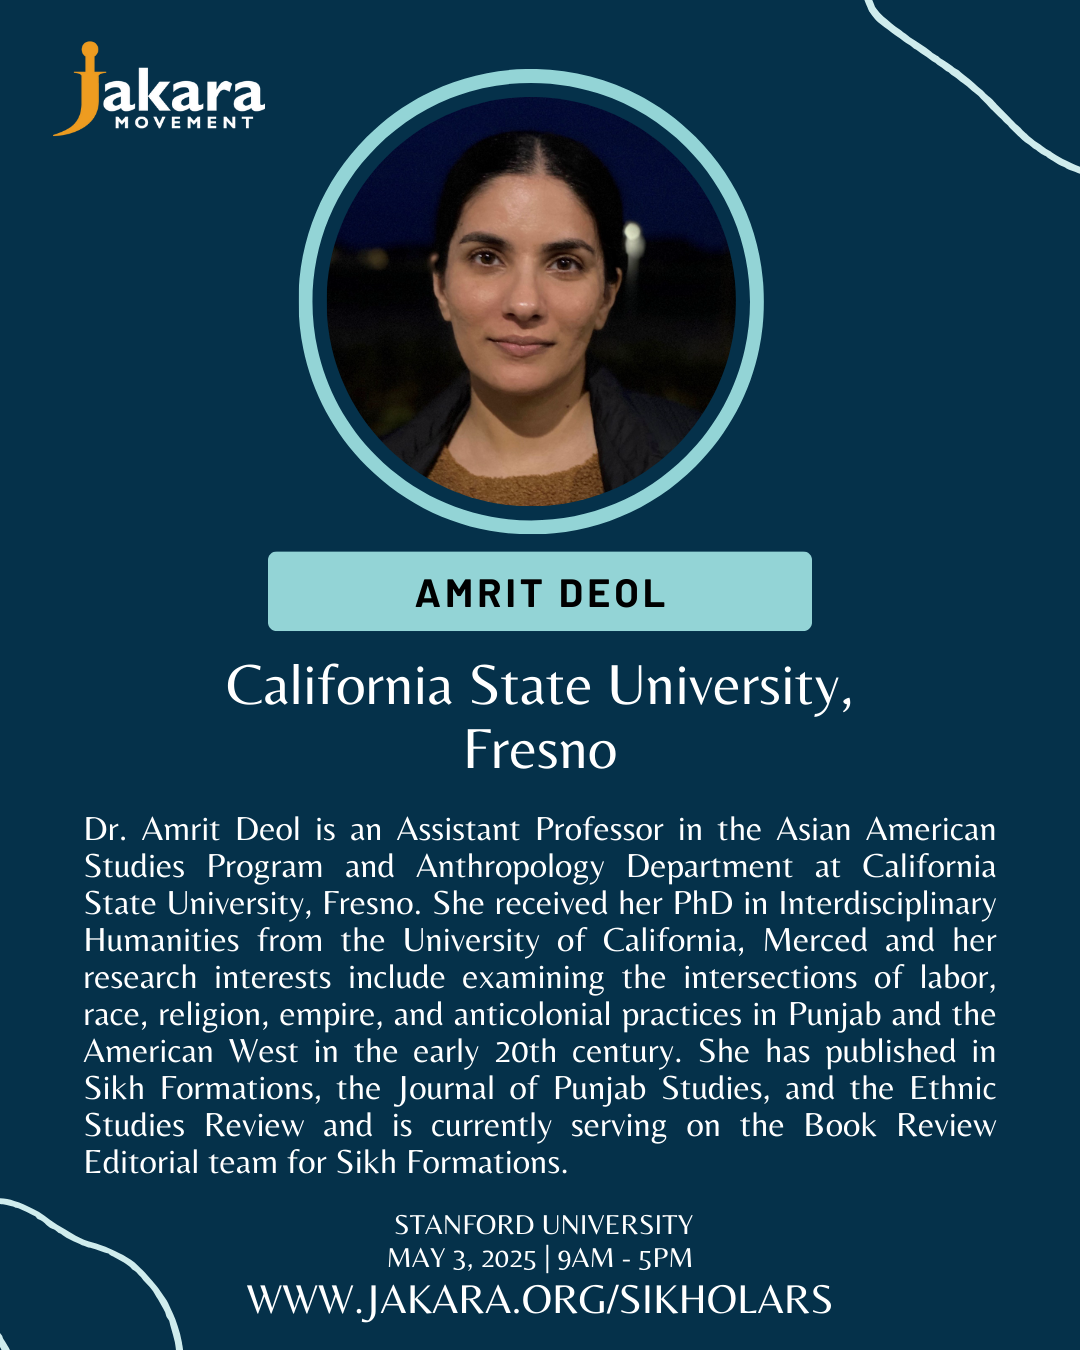 jakara
MOVEMENT
AMRIT DEOL
California State University,
Fresno
Dr. Amrit Deol is an Assistant Professor in the Asian American
Studies Program and Anthropology Department at California
State University, Fresno. She received her PhD in Interdisciplinary
Humanities from the University of California, Merced and her
research interests include examining the intersections of labor,
race, religion, empire, and anticolonial practices in Punjab and the
American West in the early 20th century. She has published in
Sikh Formations, the Journal of Punjab Studies, and the Ethnic
Studies Review and is currently serving on the Book Review
Editorial team for Sikh Formations.
STANFORD UNIVERSITY
MAY 3, 2025 | 9AM - 5PM
WWW.JAKARA.ORG/SIKHOLARS